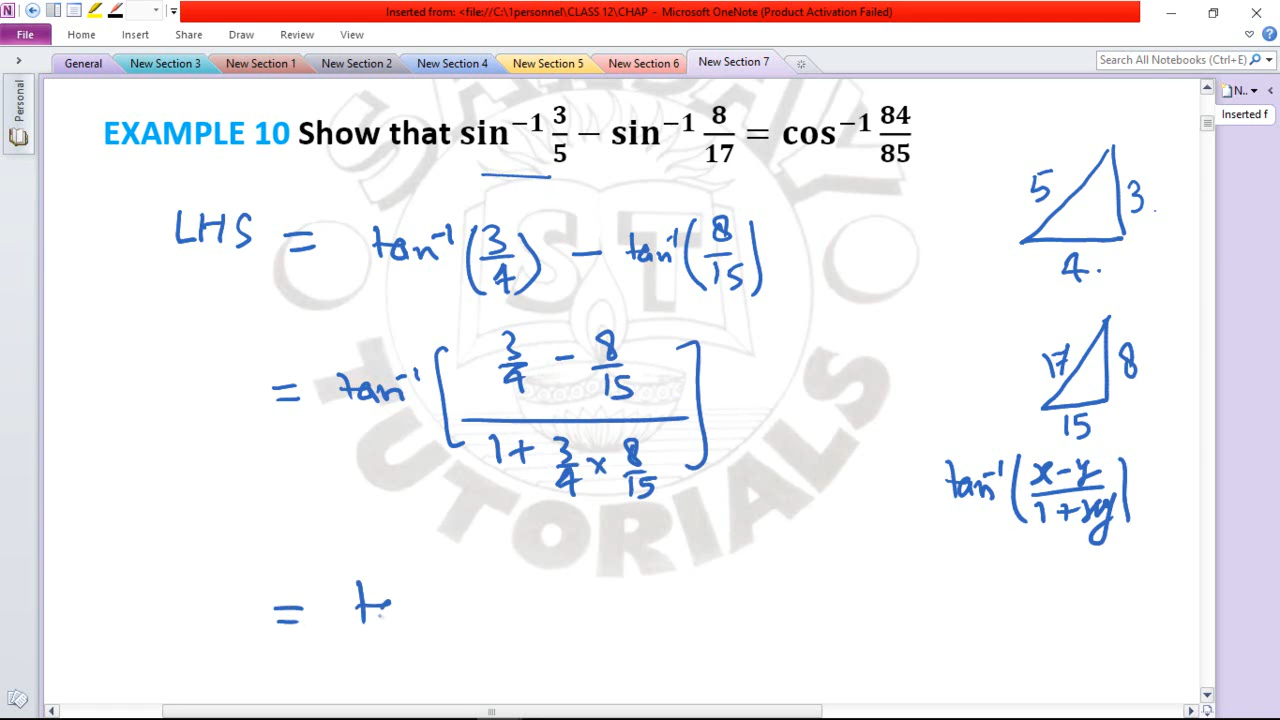 Inserted from: <file://C:\1personnel\CLASS 12\CHAP - Microsoft OneNote (Product Activation Failed)
File Home Insert Share Draw Review View
General New Section 3 New Section 1 New Section 2 New Section 4 New Section 5 New Section 6 New Section 7 Search All Notebooks (Ctrl+E)
Personal
N..
Inserted f
EXAMPLE 10 Show that sin⁻¹ 3/5 − sin⁻¹ 8/17 = cos⁻¹ 84/85
LHS = tan⁻¹(3/4) − tan⁻¹(8/15)
= tan⁻¹[(3/4 − 8/15)/(1 + 3/4 × 8/15)]
= t
5 3
4
17 8
15
tan⁻¹((x−y)/(1+xy))
ST
TUTORIALS